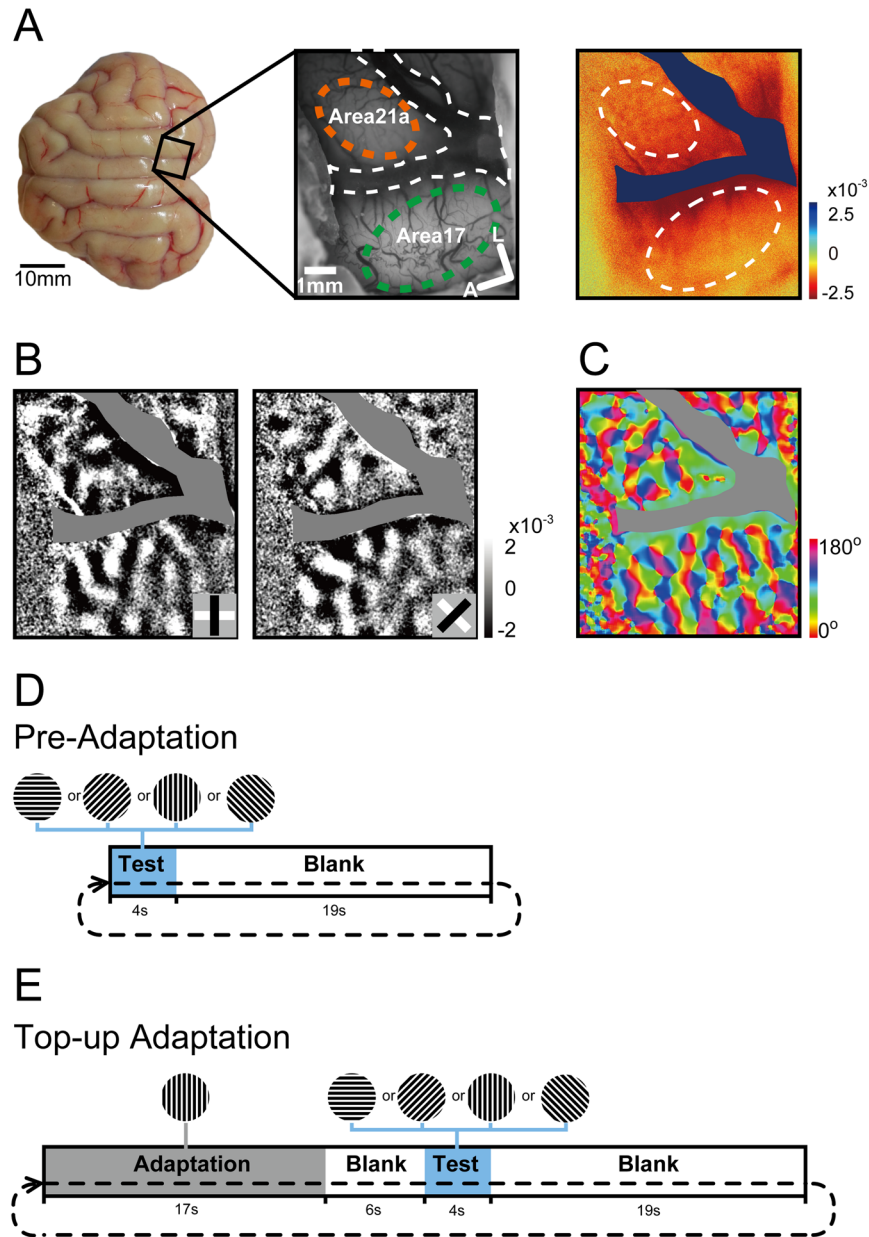 A
Area21a
Area17
L
A
1mm
10mm
x10-3
2.5
0
-2.5
B
C
x10-3
2
0
-2
180o
0o
D
Pre-Adaptation
or or or
Test Blank
4s 19s
E
Top-up Adaptation
or or or
Adaptation Blank Test Blank
17s 6s 4s 19s